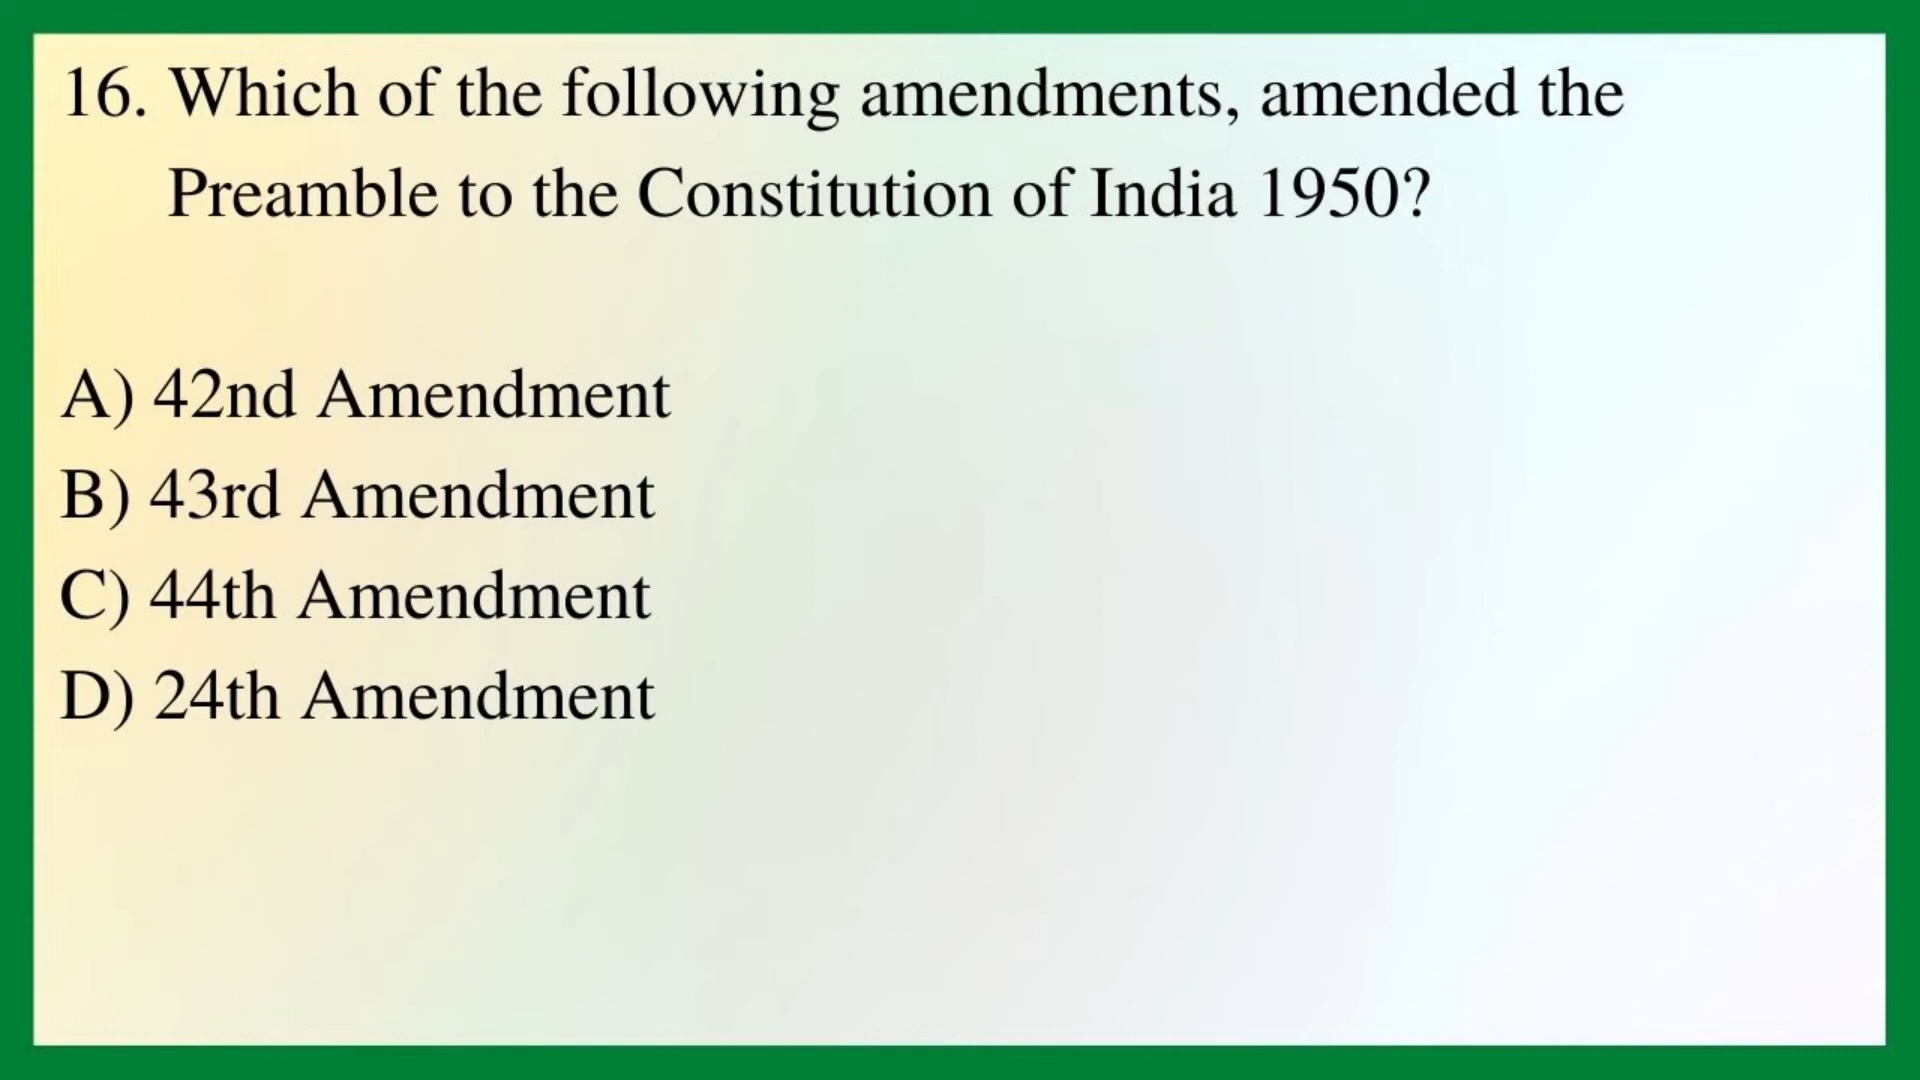 16. Which of the following amendments, amended the
Preamble to the Constitution of India 1950?
A) 42nd Amendment
B) 43rd Amendment
C) 44th Amendment
D) 24th Amendment